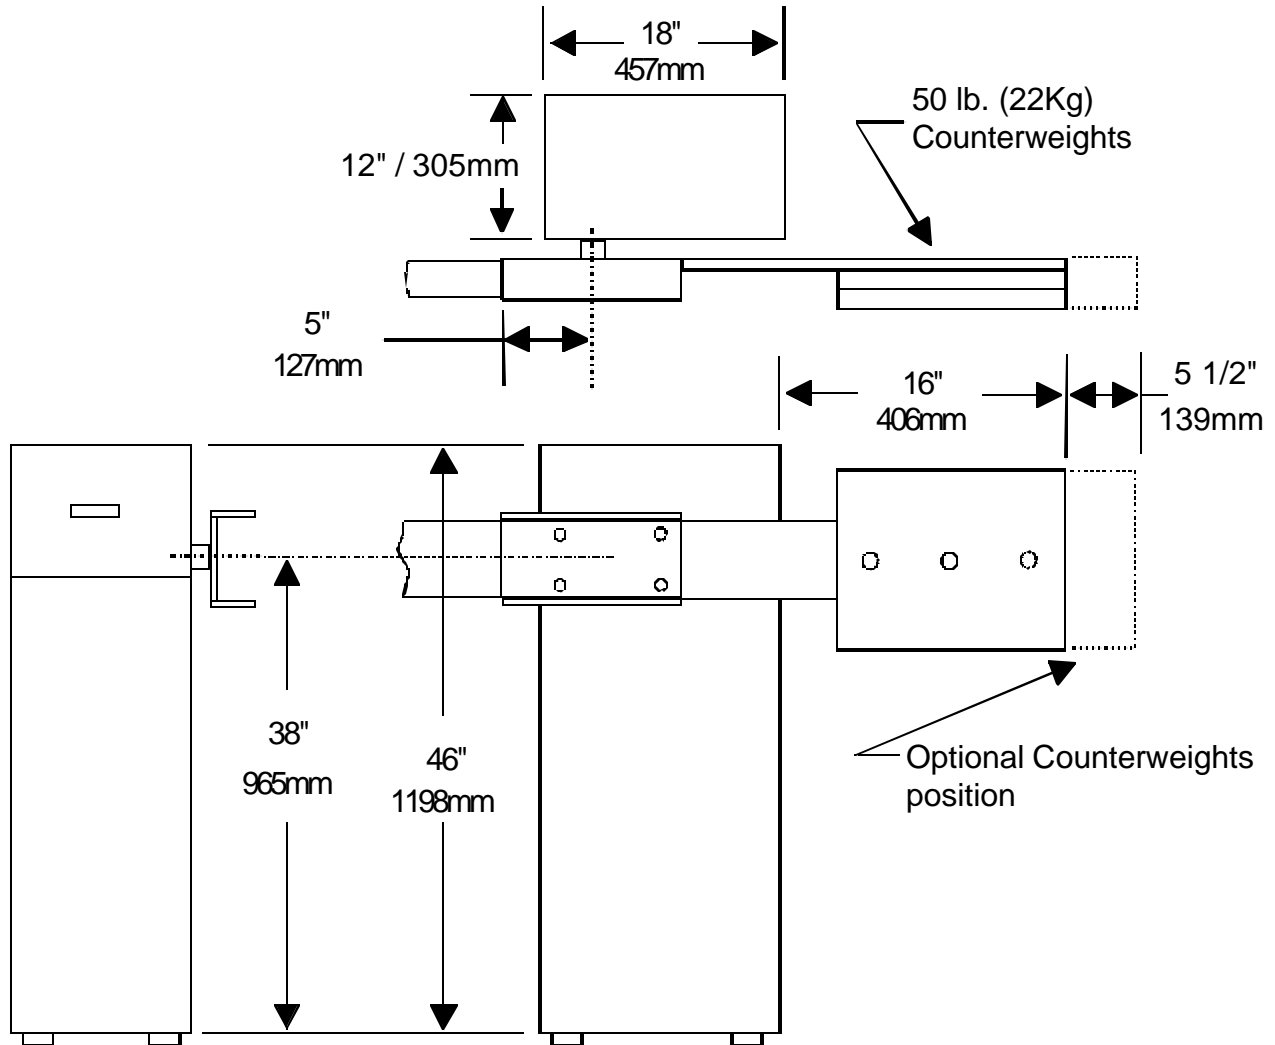 18"
457mm
50 lb. (22Kg)
Counterweights
12" / 305mm
5"
127mm
16"
406mm
5 1/2"
139mm
38"
965mm
46"
1198mm
Optional Counterweights
position